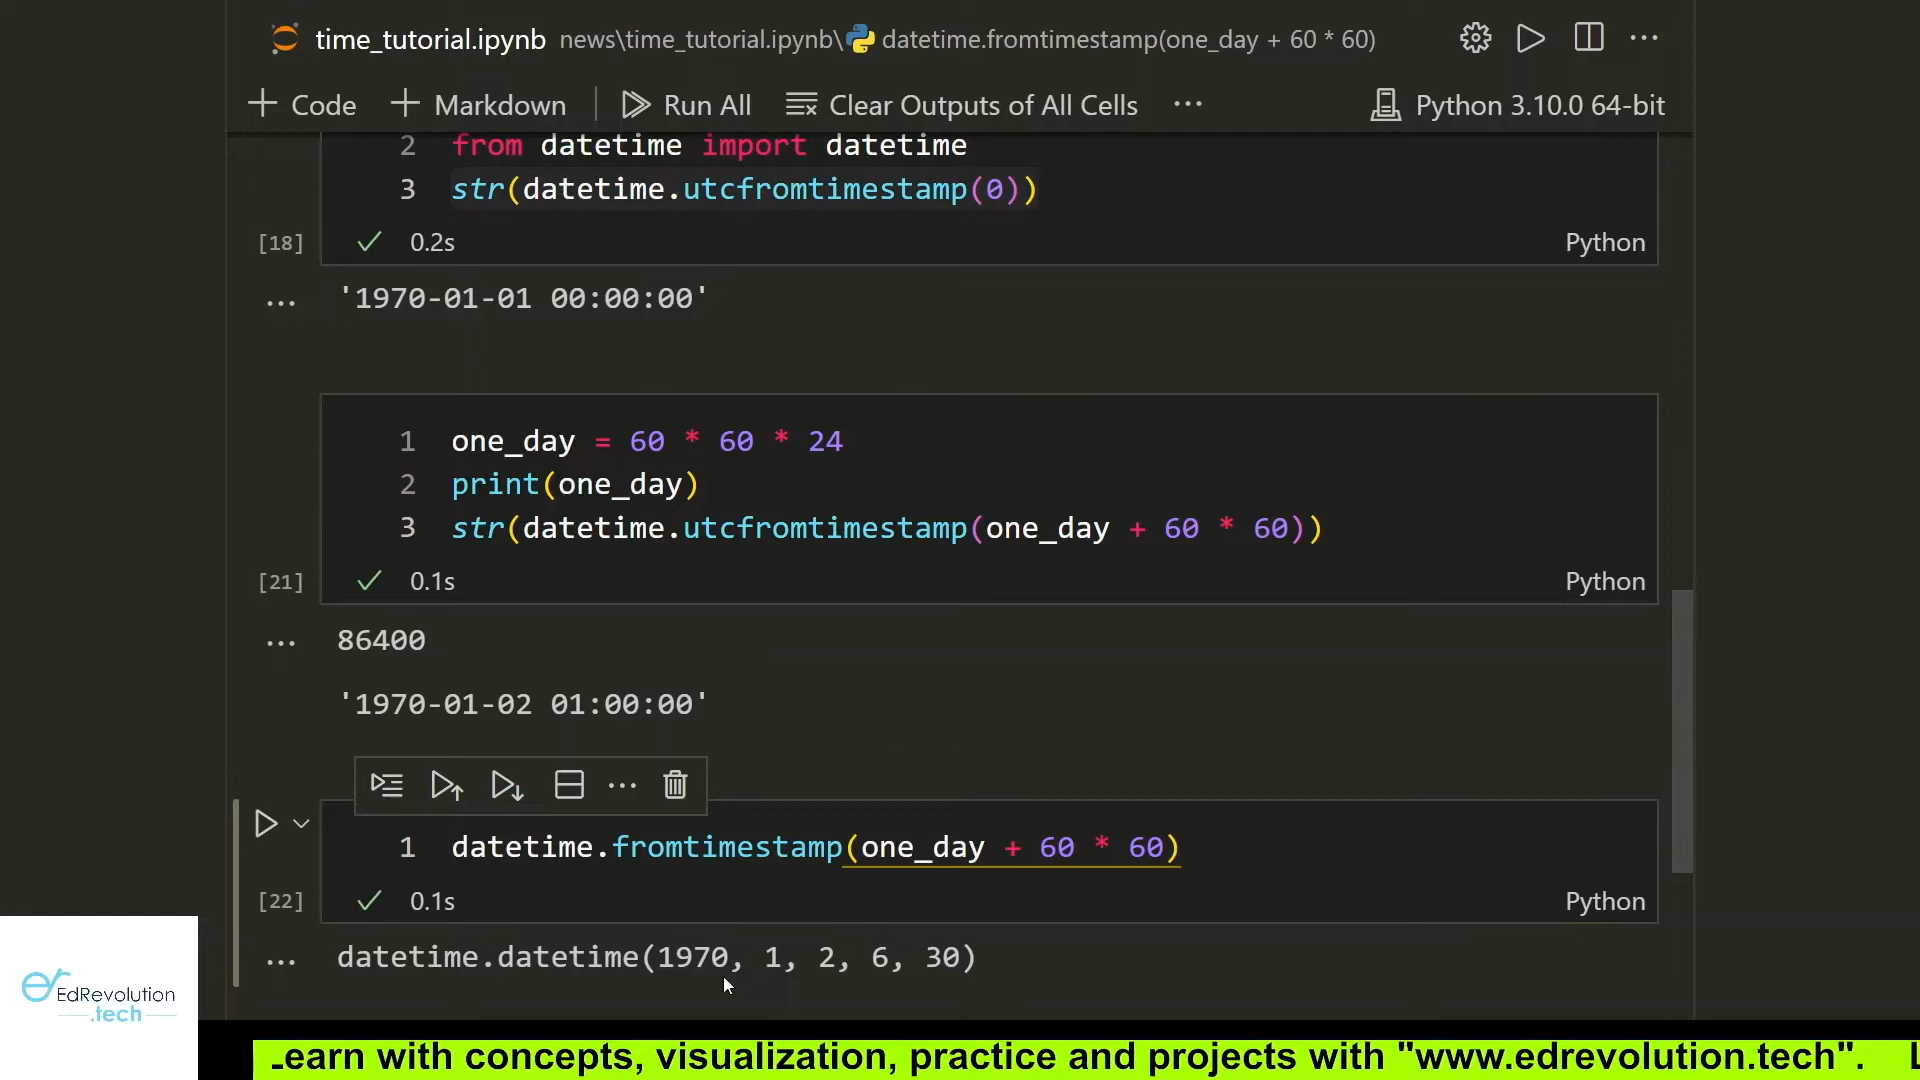 time_tutorial.ipynb news\time_tutorial.ipynb\ datetime.fromtimestamp(one_day + 60 * 60)
Code Markdown Run All Clear Outputs of All Cells ... Python 3.10.0 64-bit
2 from datetime import datetime
3 str(datetime.utcfromtimestamp(0))
[18] 0.2s Python
... '1970-01-01 00:00:00'
1 one_day = 60 * 60 * 24
2 print(one_day)
3 str(datetime.utcfromtimestamp(one_day + 60 * 60))
[21] 0.1s Python
... 86400
'1970-01-02 01:00:00'
1 datetime.fromtimestamp(one_day + 60 * 60)
[22] 0.1s Python
... datetime.datetime(1970, 1, 2, 6, 30)
EdRevolution
.tech
earn with concepts, visualization, practice and projects with "www.edrevolution.tech". L